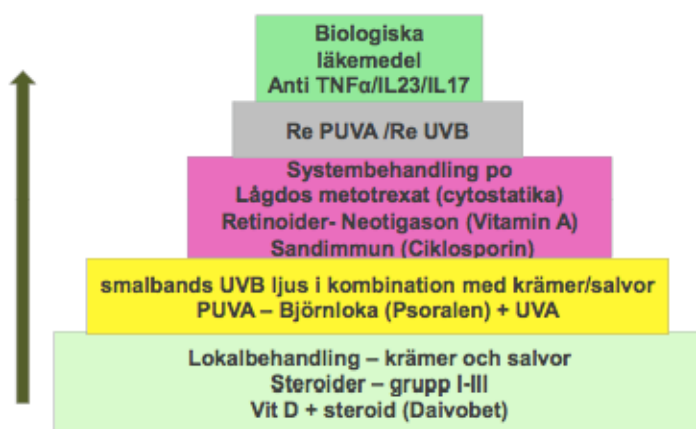 Biologiska
läkemedel
Anti TNFα/IL23/IL17
Re PUVA /Re UVB
Systembehandling po
Lågdos metotrexat (cytostatika)
Retinoider- Neotigason (Vitamin A)
Sandimmun (Ciklosporin)
smalbands UVB ljus i kombination med krämer/salvor
PUVA – Björnloka (Psoralen) + UVA
Lokalbehandling – krämer och salvor
Steroider – grupp I-III
Vit D + steroid (Daivobet)